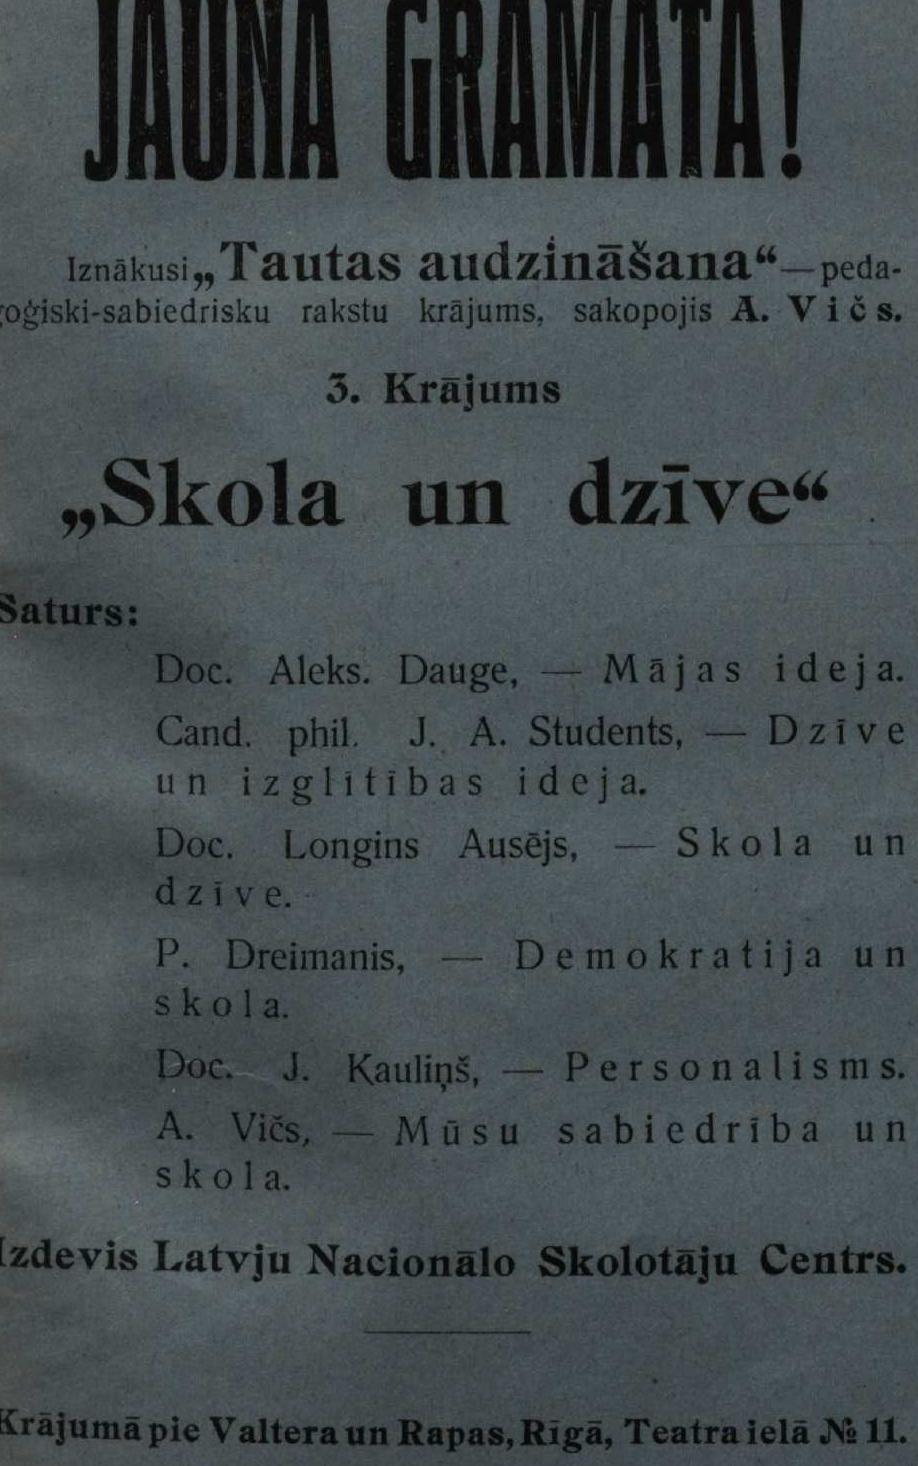 JAUNA GRAMATA!
Iznākusi „Tautas audzināšana“ — peda-
goģiski-sabiedrisku rakstu krājums, sakopojis A. Vičs.
3. Krājums
„Skola un dzīve“
Saturs:
Doc. Aleks. Dauge, — Mājas ideja.
Cand. phil. J. A. Students, — Dzīve
un izglītības ideja.
Doc. Longins Ausējs, — Skola un
dzīve.
P. Dreimanis, — Demokratija un
skola.
Doc. J. Kauliņš, — Personalisms.
A. Vičs, — Mūsu sabiedrība un
skola.
Izdevis Latvju Nacionālo Skolotāju Centrs.
Krājumā pie Valtera un Rapas, Rīgā, Teatra ielā № 11.